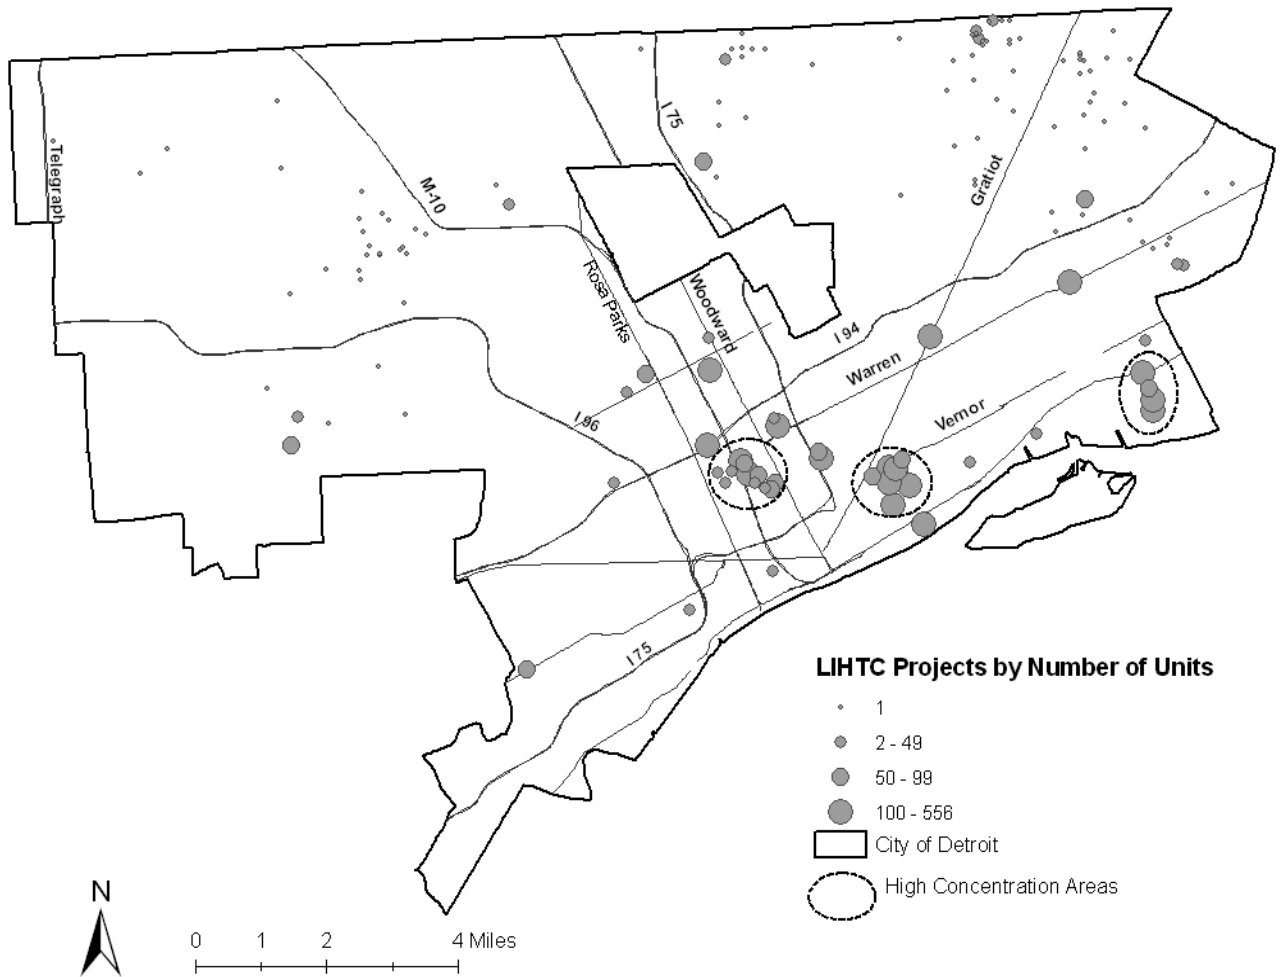 I 75
Telegraph
M-10
Gratiot
Rosa Parks
Woodward
I 94
Warren
I 96
Vernor
I 75
LIHTC Projects by Number of Units
1
2 - 49
50 - 99
100 - 556
City of Detroit
High Concentration Areas
N
0 1 2 4 Miles